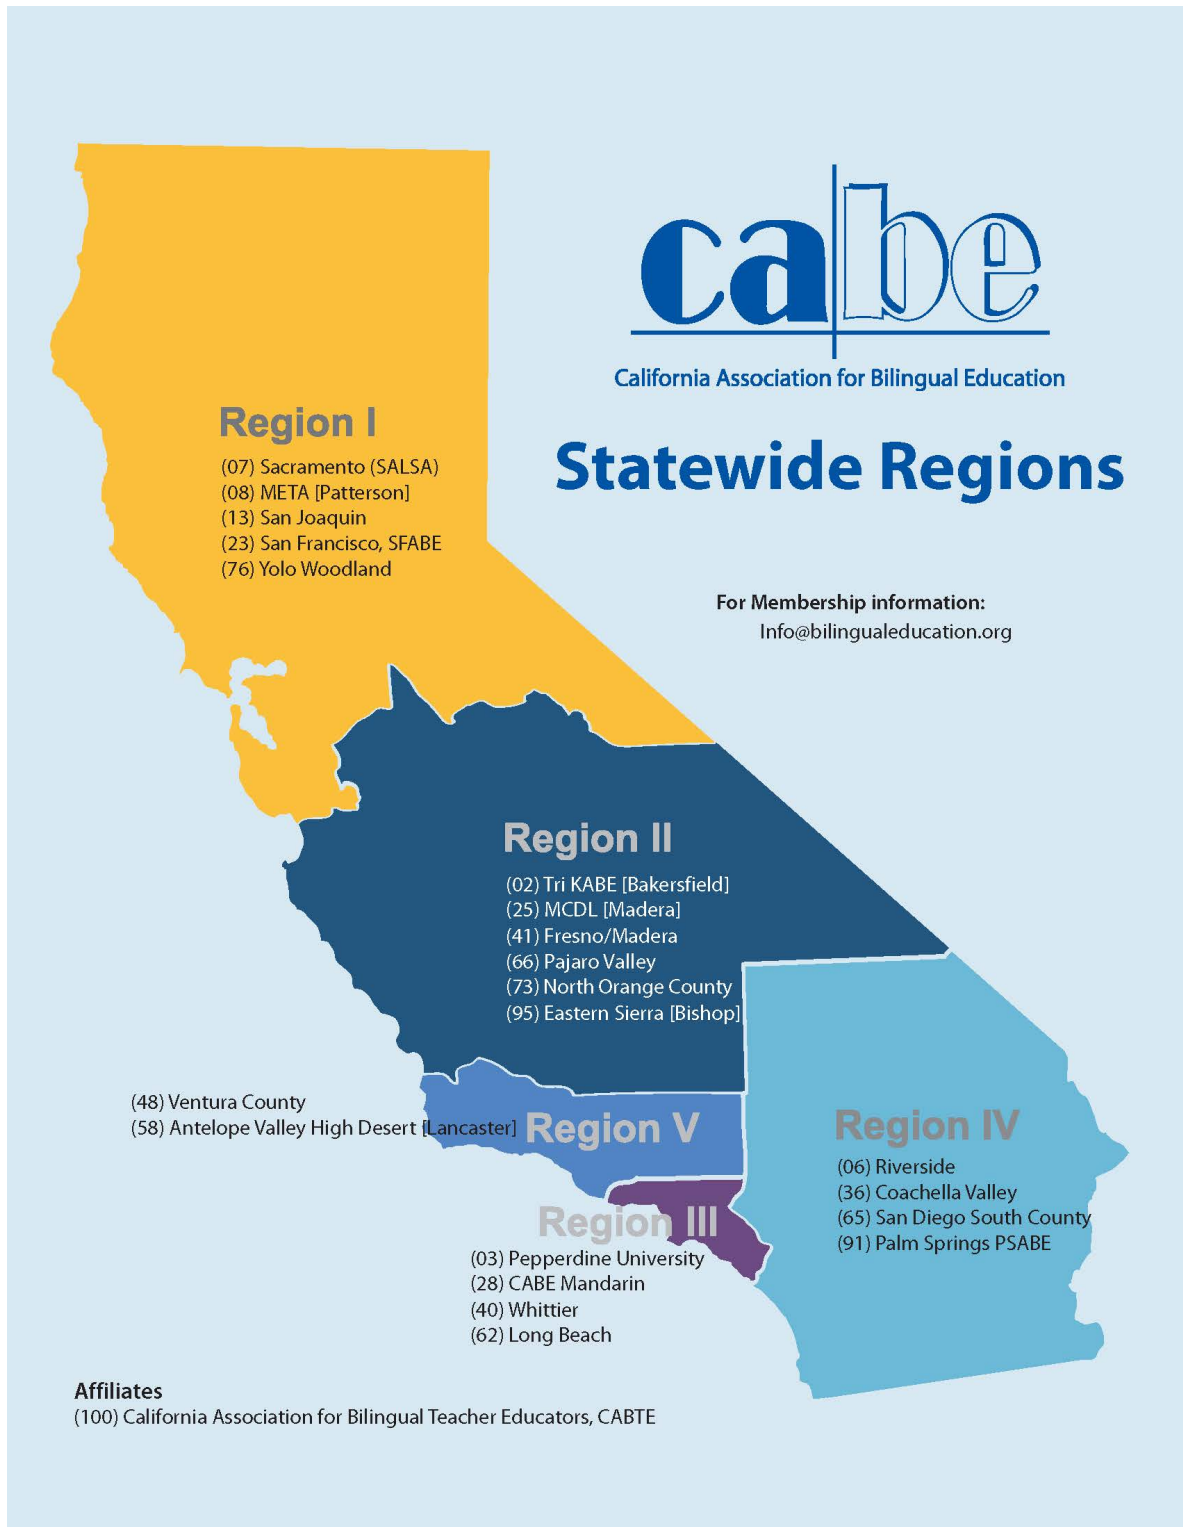 cabe
California Association for Bilingual Education
Statewide Regions
For Membership information:
Info@bilingualeducation.org
Region I
(07) Sacramento (SALSA)
(08) META [Patterson]
(13) San Joaquin
(23) San Francisco, SFABE
(76) Yolo Woodland
Region II
(02) Tri KABE [Bakersfield]
(25) MCDL [Madera]
(41) Fresno/Madera
(66) Pajaro Valley
(73) North Orange County
(95) Eastern Sierra [Bishop]
(48) Ventura County
(58) Antelope Valley High Desert [Lancaster]
Region V
Region IV
(06) Riverside
(36) Coachella Valley
(65) San Diego South County
(91) Palm Springs PSABE
Region III
(03) Pepperdine University
(28) CABE Mandarin
(40) Whittier
(62) Long Beach
Affiliates
(100) California Association for Bilingual Teacher Educators, CABTE